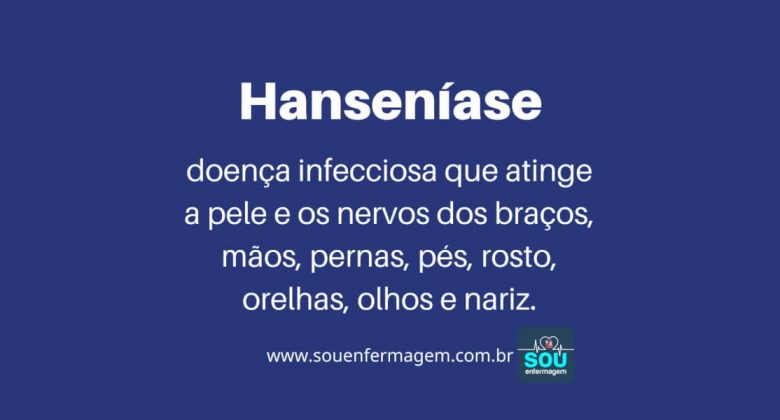 Hanseníase
doença infecciosa que atinge
a pele e os nervos dos braços,
mãos, pernas, pés, rosto,
orelhas, olhos e nariz.
www.souenfermagem.com.br
SOU
enfermagem